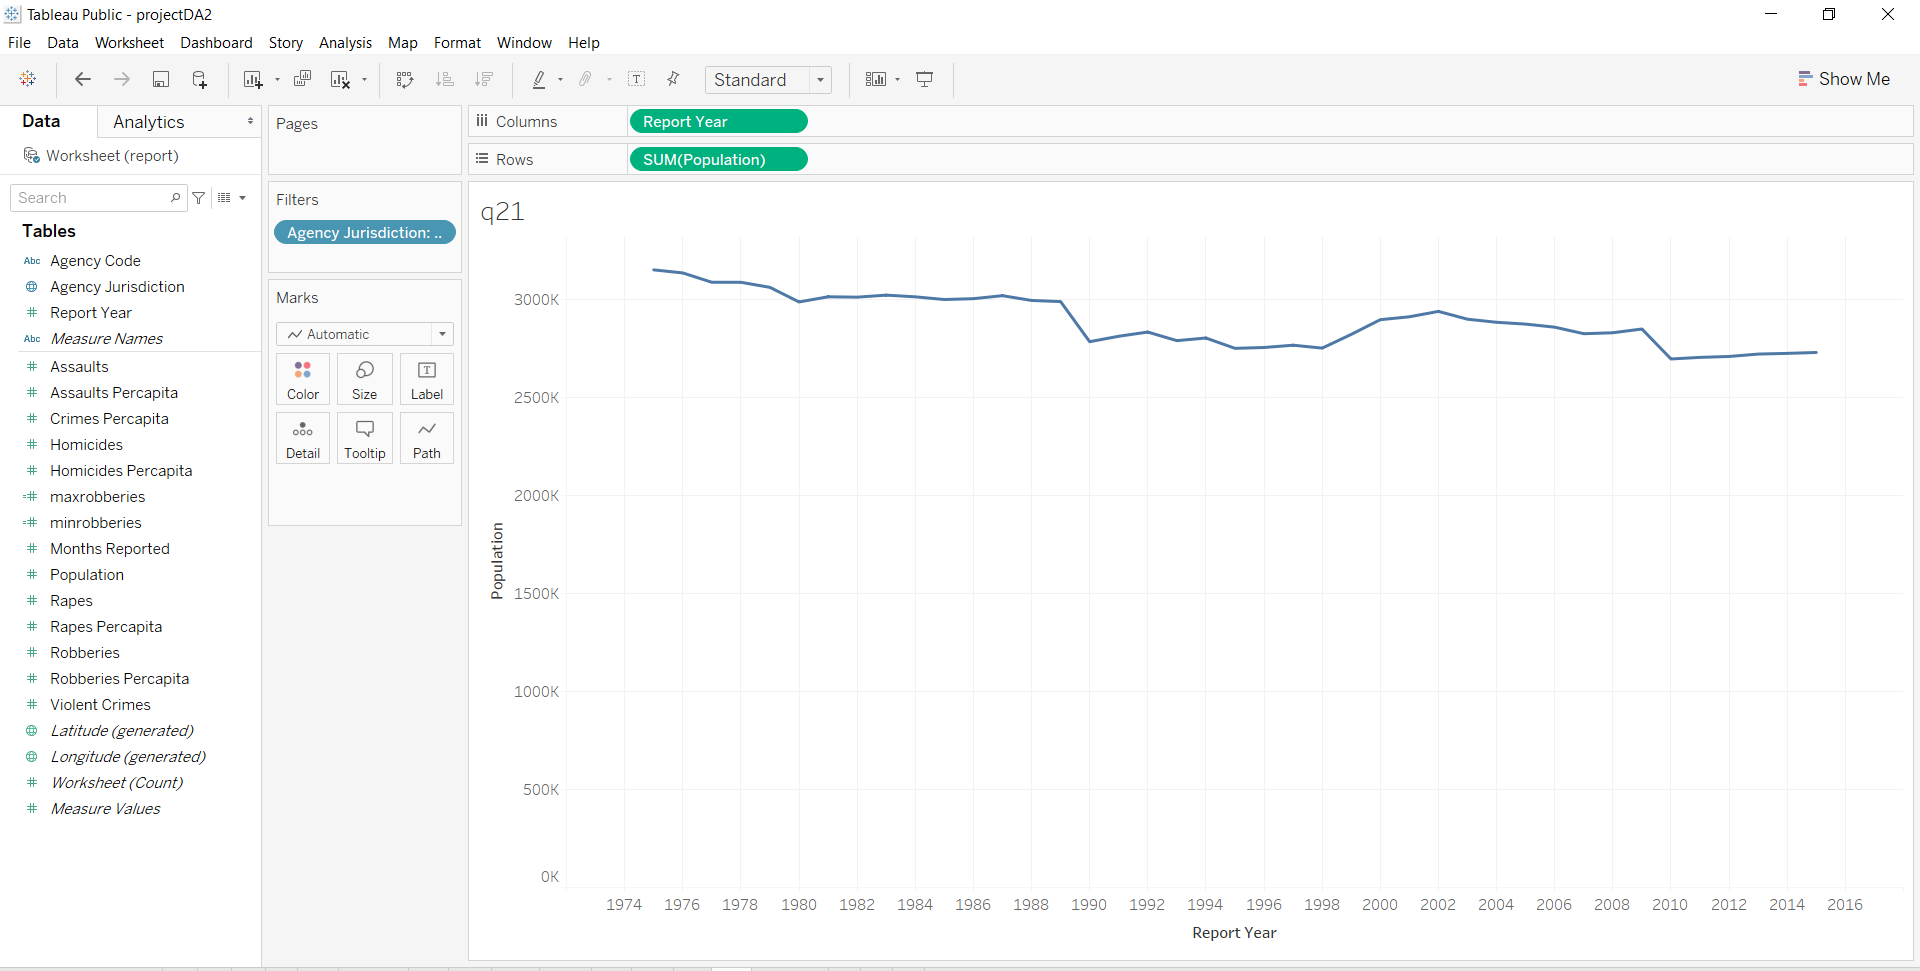 Tableau Public - projectDA2
File Data Worksheet Dashboard Story Analysis Map Format Window Help
Standard
Show Me
Data Analytics
Worksheet (report)
Search
Tables
Abc Agency Code
Agency Jurisdiction
# Report Year
Abc Measure Names
# Assaults
# Assaults Percapita
# Crimes Percapita
# Homicides
# Homicides Percapita
=# maxrobberies
=# minrobberies
# Months Reported
# Population
# Rapes
# Rapes Percapita
# Robberies
# Robberies Percapita
# Violent Crimes
Latitude (generated)
Longitude (generated)
# Worksheet (Count)
# Measure Values
Pages
Filters
Agency Jurisdiction: ..
Marks
Automatic
Color Size Label
Detail Tooltip Path
Columns Report Year
Rows SUM(Population)
q21
3000K
2500K
2000K
1500K
1000K
500K
0K
Population
1974 1976 1978 1980 1982 1984 1986 1988 1990 1992 1994 1996 1998 2000 2002 2004 2006 2008 2010 2012 2014 2016
Report Year